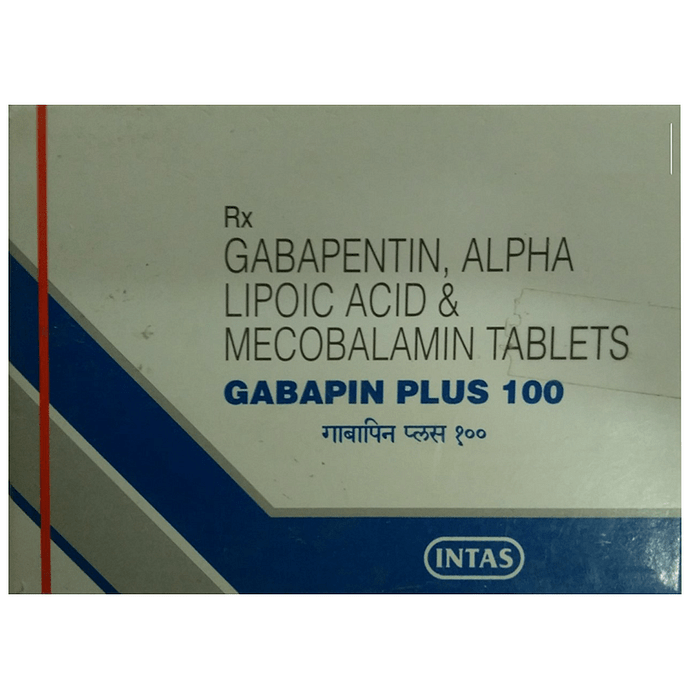 Rx
GABAPENTIN, ALPHA
LIPOIC ACID &
MECOBALAMIN TABLETS
GABAPIN PLUS 100
गाबापिन प्लस १००
INTAS